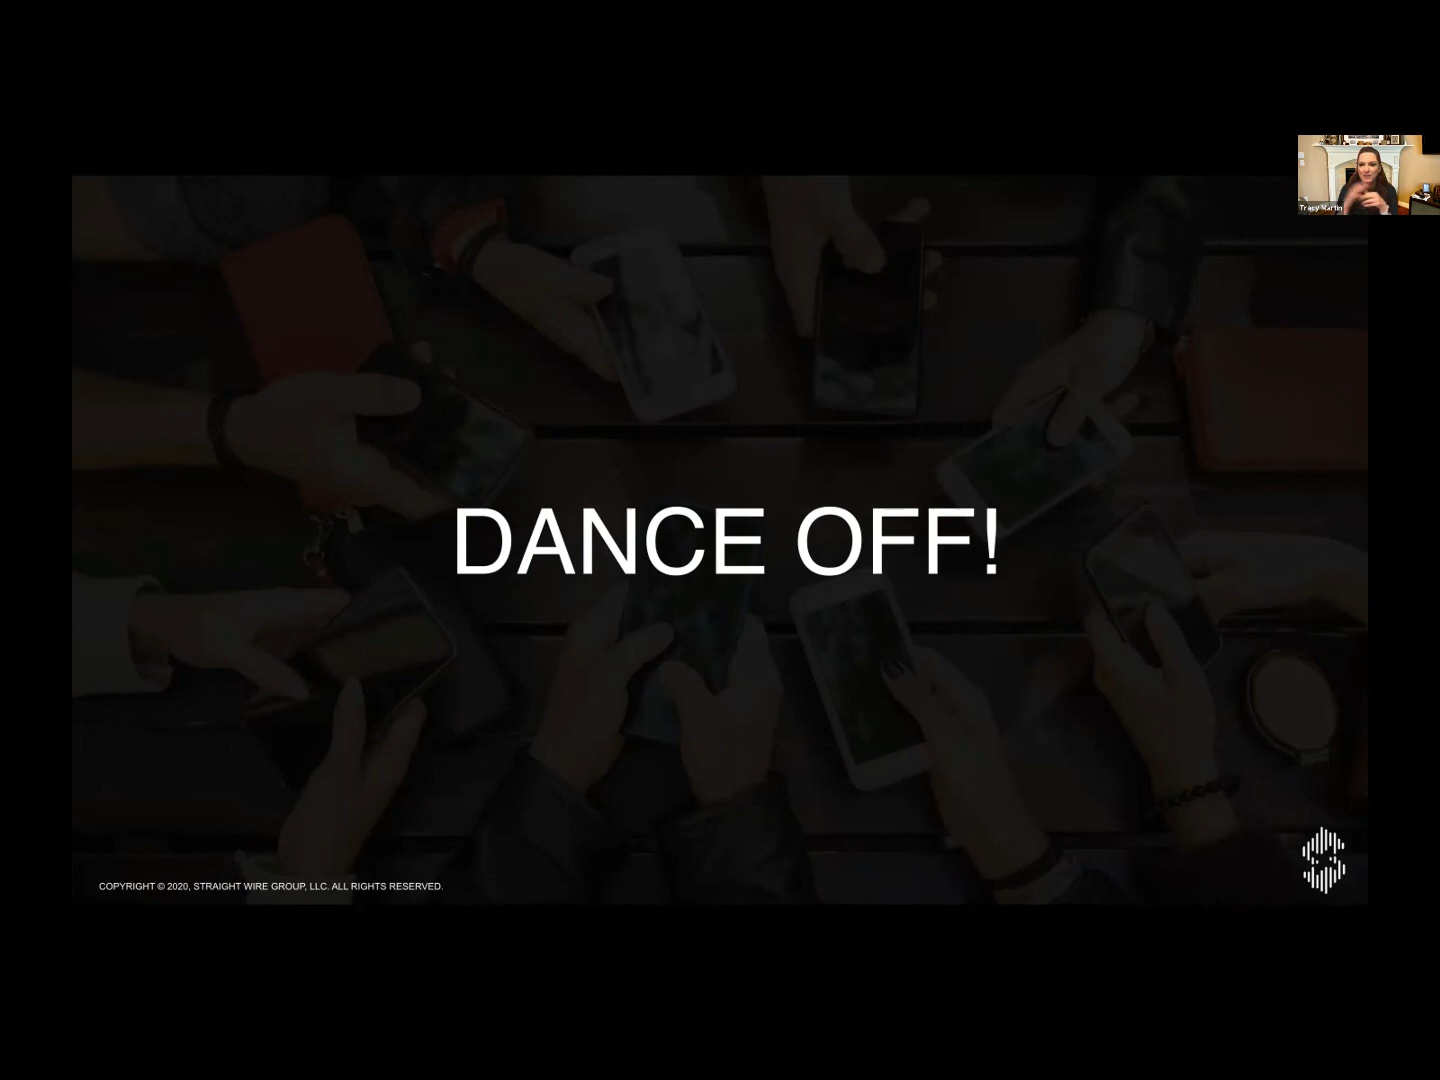 Tracy Martin
DANCE OFF!
COPYRIGHT © 2020, STRAIGHT WIRE GROUP, LLC. ALL RIGHTS RESERVED.